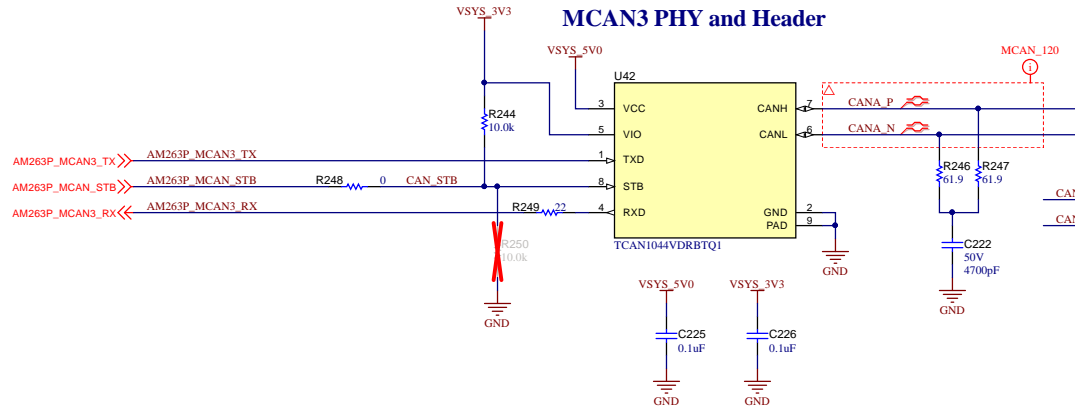 MCAN3 PHY and Header
VSYS_3V3
VSYS_5V0
MCAN_120
i
U42
3 VCC CANH 7 CANA_P
R244
10.0k
5 VIO CANL 6 CANA_N
AM263P_MCAN3_TX AM263P_MCAN3_TX 1 TXD
AM263P_MCAN_STB AM263P_MCAN_STB R248 0 CAN_STB 8 STB
AM263P_MCAN3_RX AM263P_MCAN3_RX R249 22 4 RXD
GND 2
PAD 9
TCAN1044VDRBTQ1
GND
R246
61.9
R247
61.9
CAN
CAN
R250
10.0k
GND
C222
50V
4700pF
GND
VSYS_5V0
C225
0.1uF
GND
VSYS_3V3
C226
0.1uF
GND